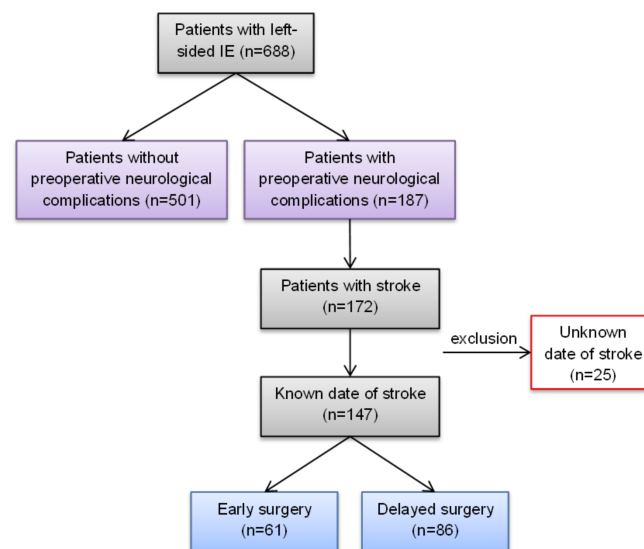 Patients with left-
sided IE (n=688)
Patients without
preoperative neurological
complications (n=501)
Patients with
preoperative neurological
complications (n=187)
Patients with stroke
(n=172)
exclusion
Unknown
date of stroke
(n=25)
Known date of stroke
(n=147)
Early surgery
(n=61)
Delayed surgery
(n=86)